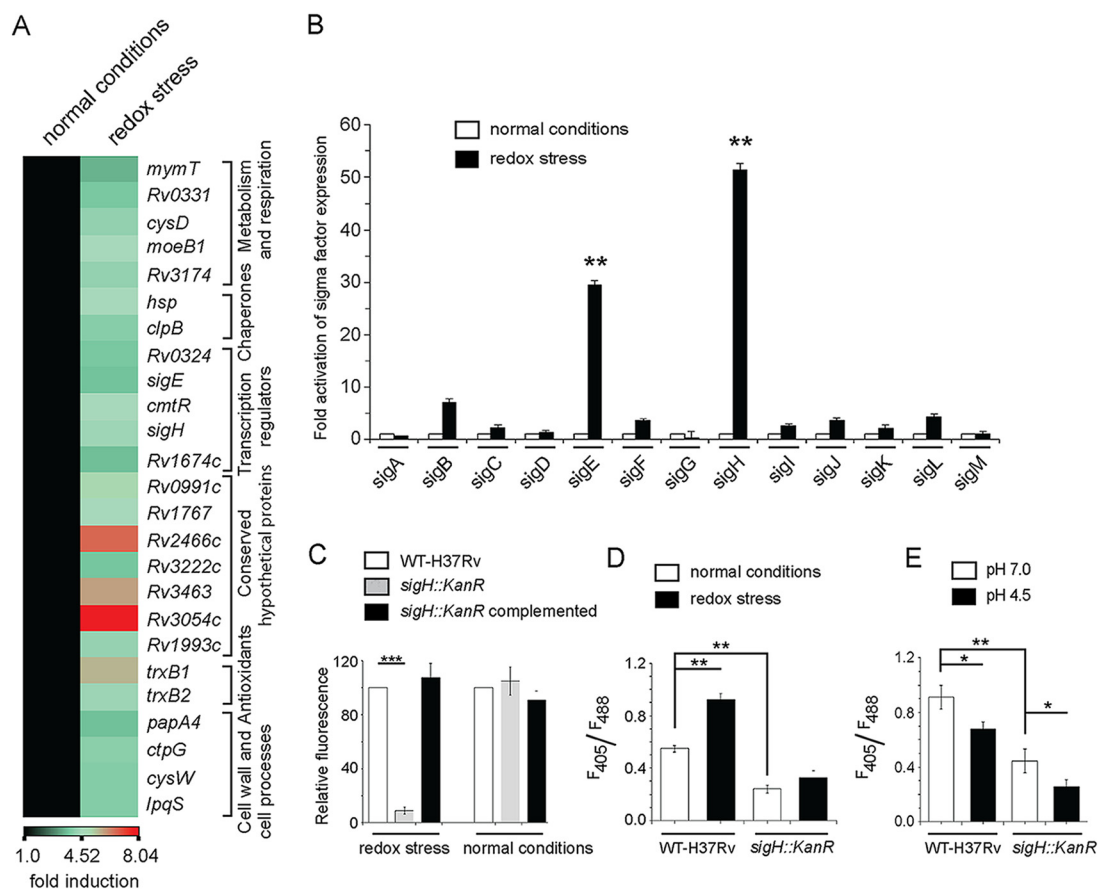 A
normal conditions
redox stress
mymT
Rv0331
cysD
moeB1
Rv3174
hsp
clpB
Rv0324
sigE
cmtR
sigH
Rv1674c
Rv0991c
Rv1767
Rv2466c
Rv3222c
Rv3463
Rv3054c
Rv1993c
trxB1
trxB2
papA4
ctpG
cysW
lpqS
Metabolism
and respiration
Chaperones
Transcription
regulators
Conserved
hypothetical proteins
Antioxidants
Cell wall and
cell processes
1.0 4.52 8.04
fold induction
B
Fold activation of sigma factor expression
60
50
40
30
20
10
0
normal conditions
redox stress
**
**
sigA sigB sigC sigD sigE sigF sigG sigH sigI sigJ sigK sigL sigM
C
WT-H37Rv
sigH::KanR
sigH::KanR complemented
Relative fluorescence
120
80
40
0
***
redox stress normal conditions
D
normal conditions
redox stress
F405/F488
1.2
0.8
0.4
0.0
**
**
WT-H37Rv sigH::KanR
E
pH 7.0
pH 4.5
F405/F488
1.2
0.8
0.4
0.0
**
*
*
WT-H37Rv sigH::KanR